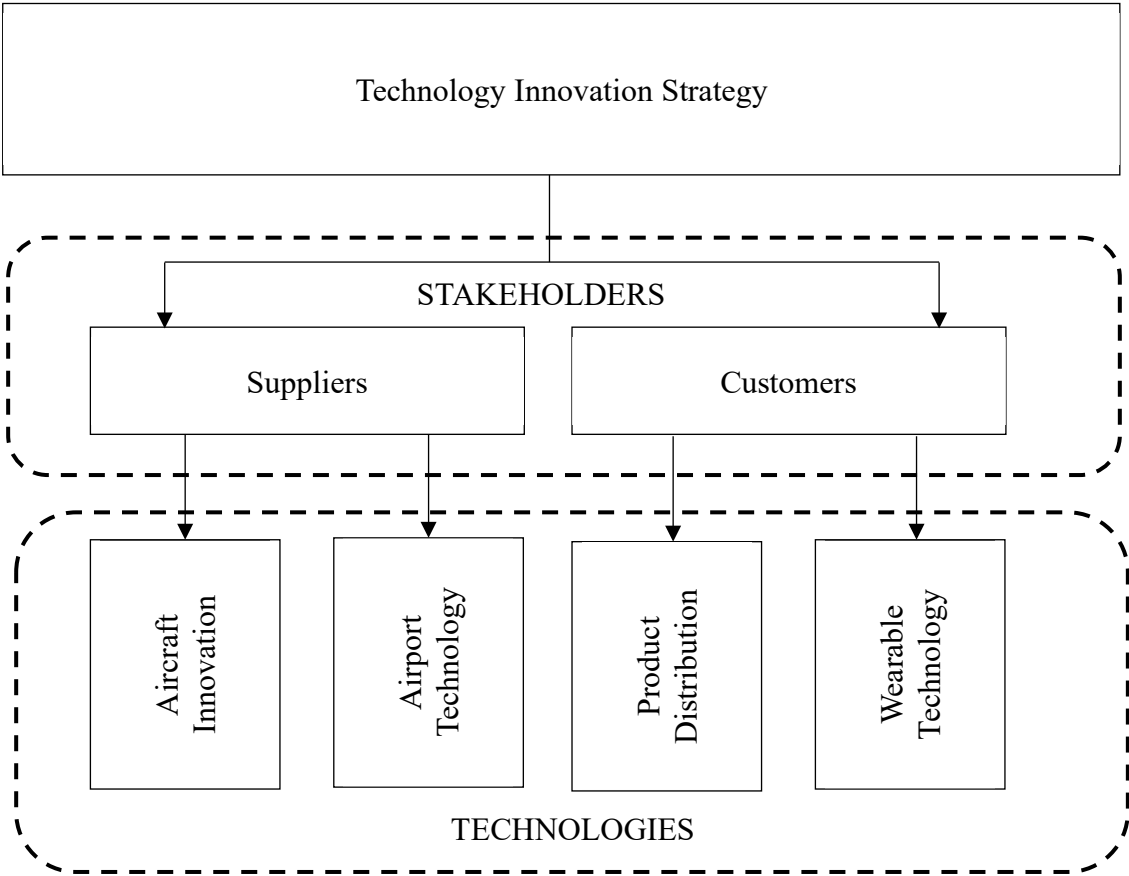 Technology Innovation Strategy
STAKEHOLDERS
Suppliers
Customers
Aircraft
Innovation
Airport
Technology
Product
Distribution
Wearable
Technology
TECHNOLOGIES